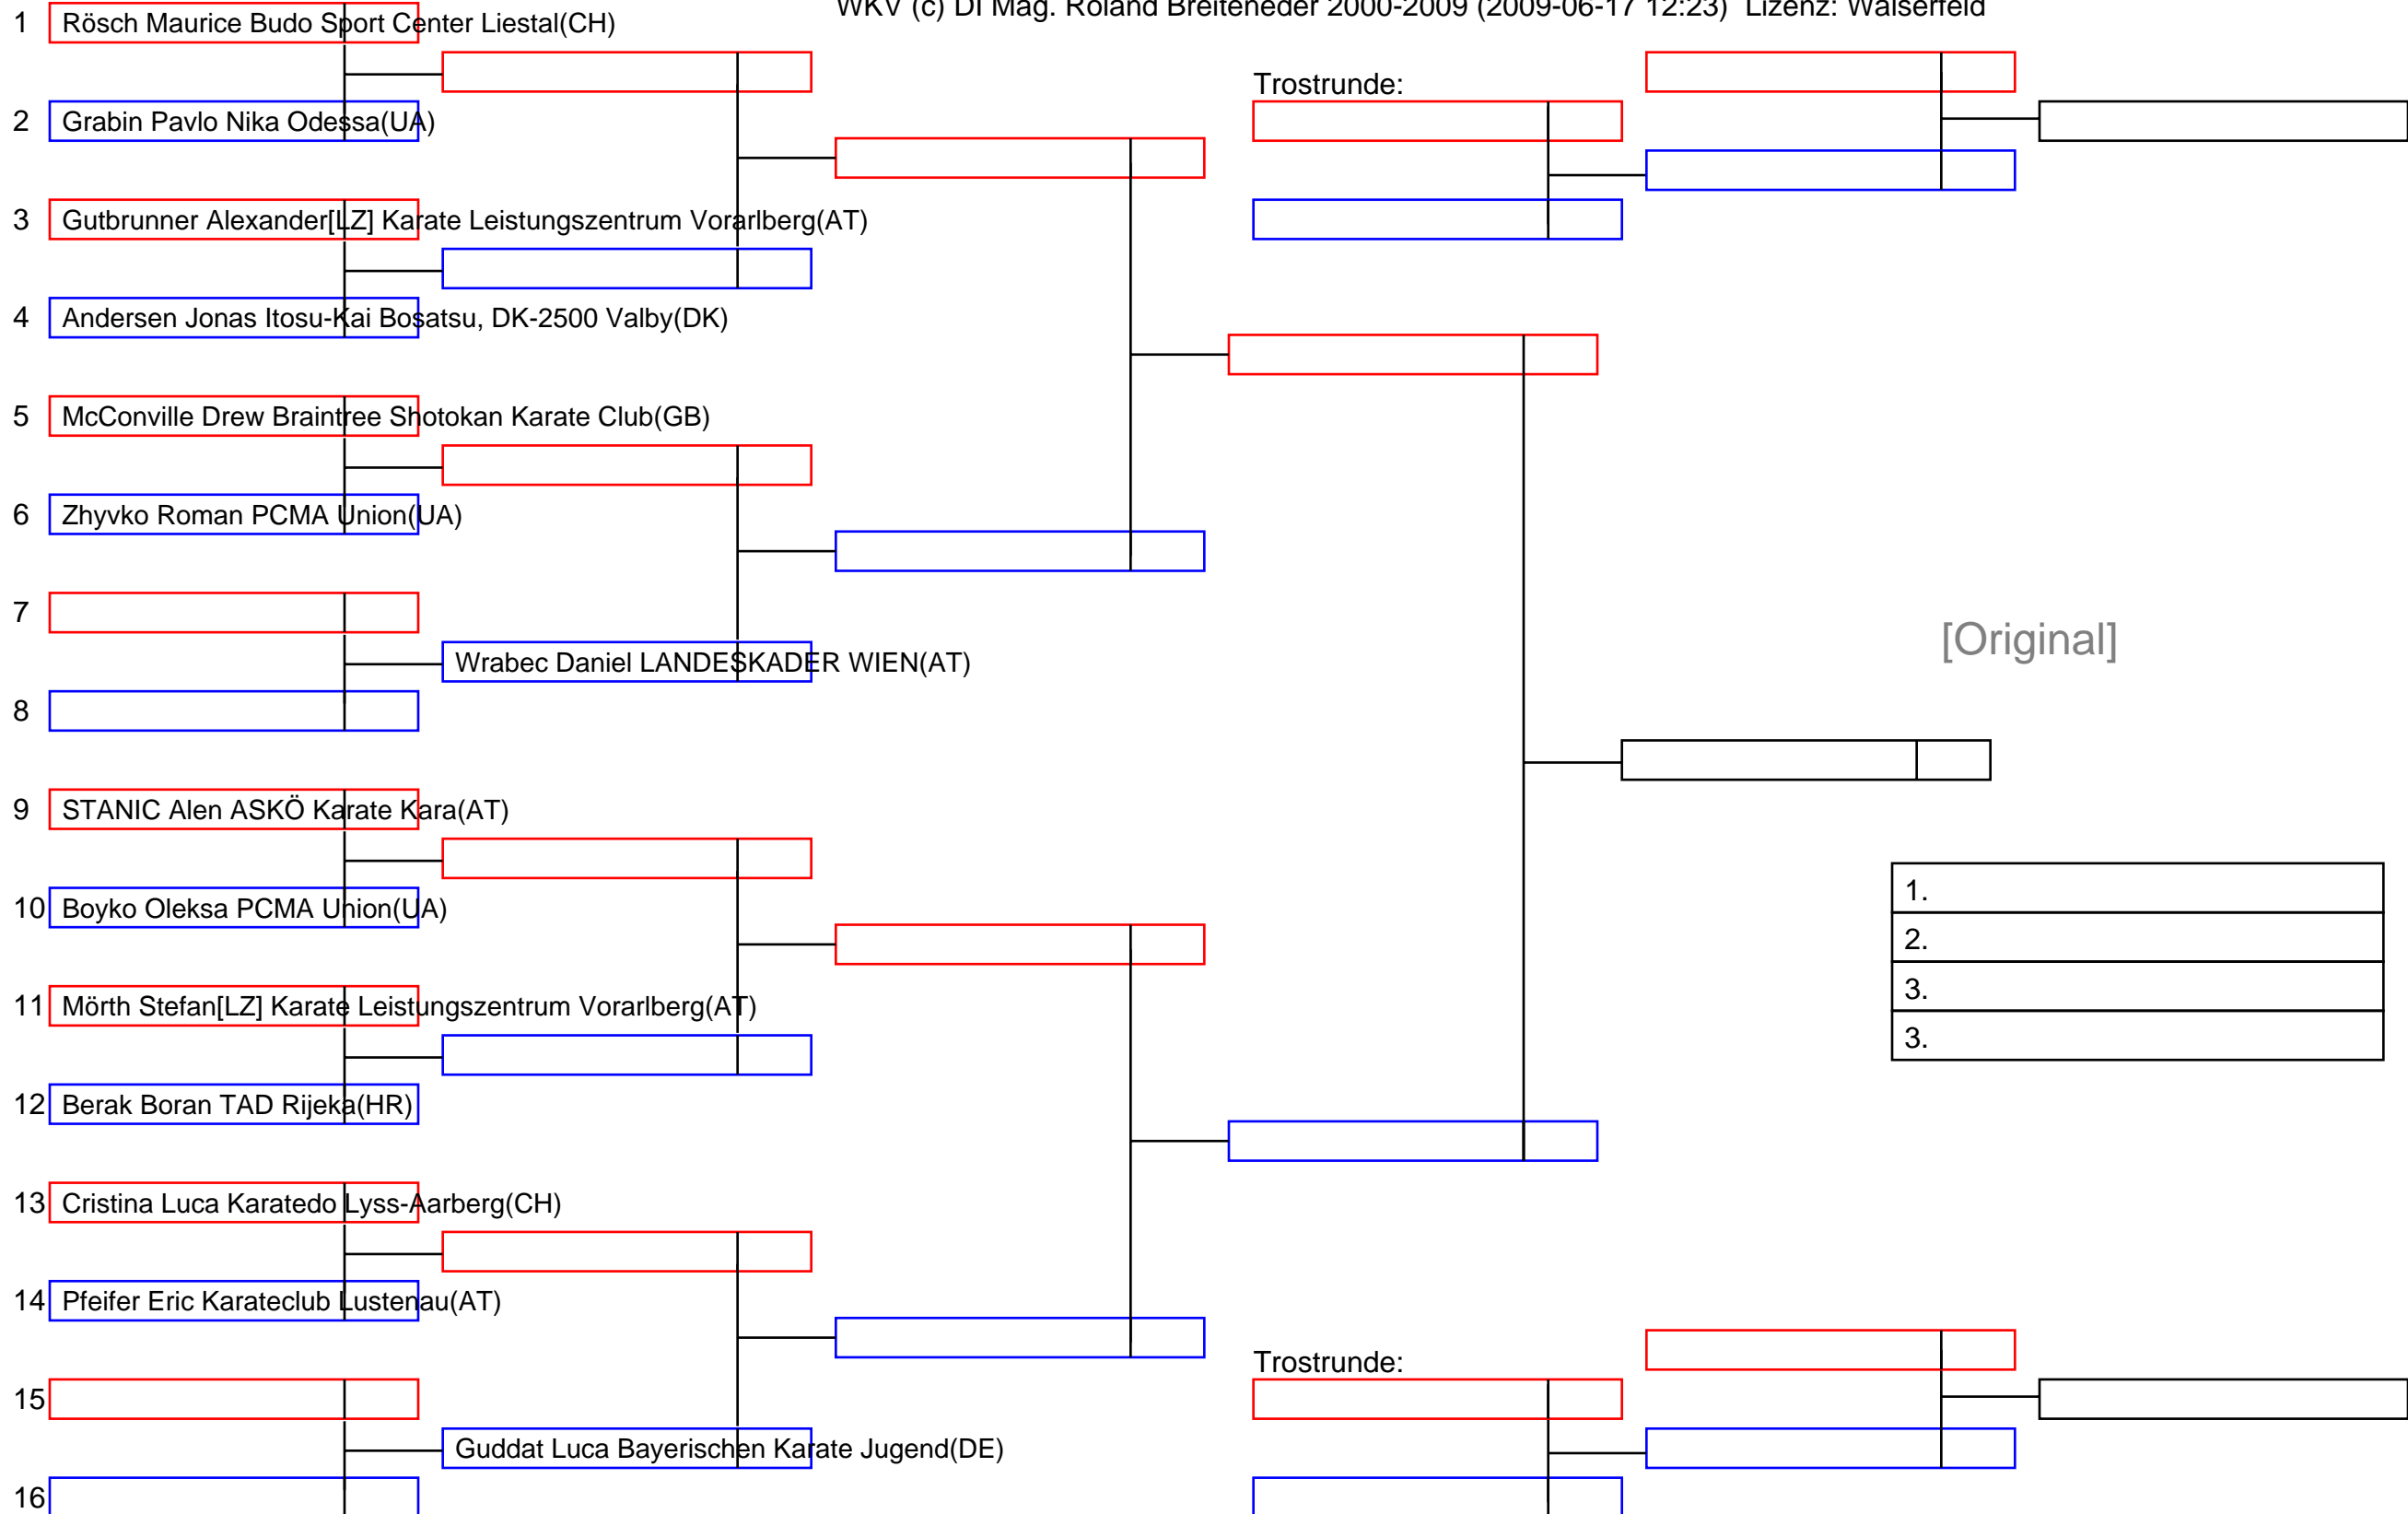 WKV (c) DI Mag. Roland Breiteneder 2000-2009 (2009-06-17 12:23) Lizenz: Walserfeld
1 Rösch Maurice Budo Sport Center Liestal(CH)
Trostrunde:
2 Grabin Pavlo Nika Odessa(UA)
3 Gutbrunner Alexander[LZ] Karate Leistungszentrum Vorarlberg(AT)
4 Andersen Jonas Itosu-Kai Bosatsu, DK-2500 Valby(DK)
5 McConville Drew Braintree Shotokan Karate Club(GB)
6 Zhyvko Roman PCMA Union(UA)
7
[Original]
Wrabec Daniel LANDESKADER WIEN(AT)
8
9 STANIC Alen ASKÖ Karate Kara(AT)
1.
10 Boyko Oleksa PCMA Union(UA)
2.
3.
11 Mörth Stefan[LZ] Karate Leistungszentrum Vorarlberg(AT)
3.
12 Berak Boran TAD Rijeka(HR)
13 Cristina Luca Karatedo Lyss-Aarberg(CH)
14 Pfeifer Eric Karateclub Lustenau(AT)
Trostrunde:
15
Guddat Luca Bayerischen Karate Jugend(DE)
16